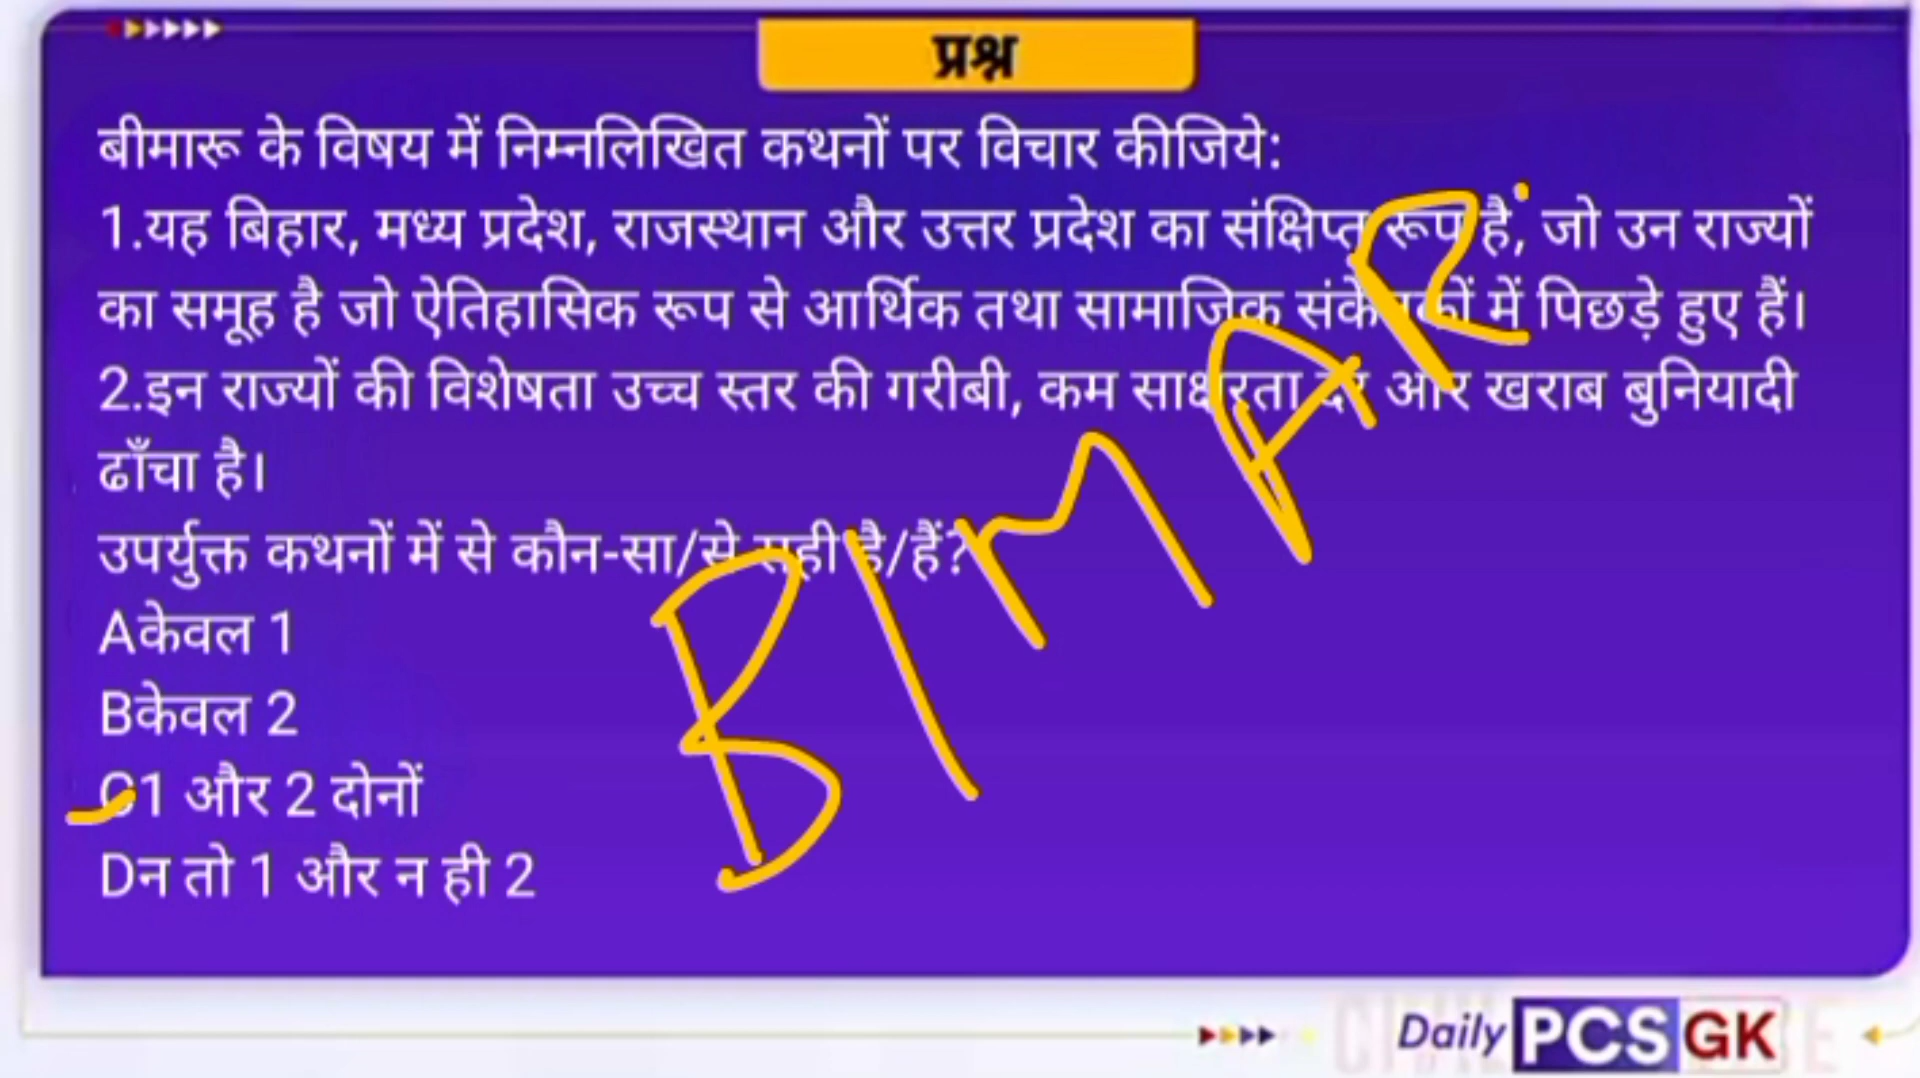 प्रश्न
बीमारू के विषय में निम्नलिखित कथनों पर विचार कीजिये:
1.यह बिहार, मध्य प्रदेश, राजस्थान और उत्तर प्रदेश का संक्षिप्त रूप है, जो उन राज्यों
का समूह है जो ऐतिहासिक रूप से आर्थिक तथा सामाजिक संकेतकों में पिछड़े हुए हैं।
2.इन राज्यों की विशेषता उच्च स्तर की गरीबी, कम साक्षरता दर और खराब बुनियादी
ढाँचा है।
उपर्युक्त कथनों में से कौन-सा/से सही है/हैं?
Aकेवल 1
Bकेवल 2
C1 और 2 दोनों
Dन तो 1 और न ही 2
BIMAR
Daily PCS GK